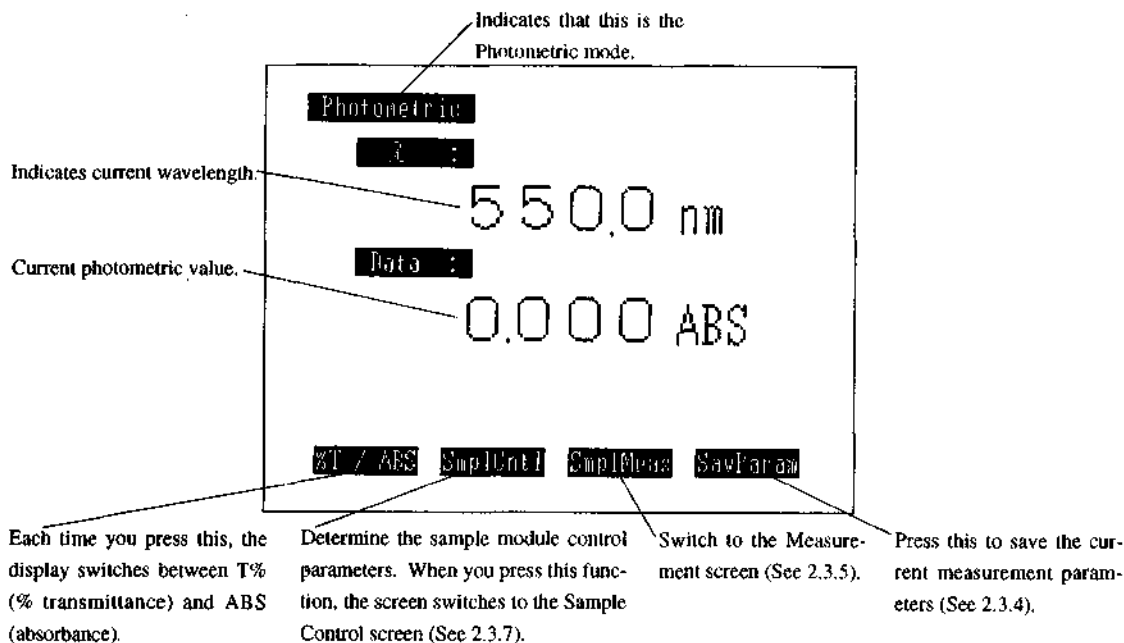 Indicates that this is the
Photometric mode.
Photometric
λ :
Indicates current wavelength.
550.0 nm
Data :
Current photometric value.
0.000 ABS
%T / ABS SmplCntl SmplMeas SavParam
Each time you press this, the
display switches between T%
(% transmittance) and ABS
(absorbance).
Determine the sample module control
parameters. When you press this func-
tion, the screen switches to the Sample
Control screen (See 2.3.7).
Switch to the Measure-
ment screen (See 2.3.5).
Press this to save the cur-
rent measurement param-
eters (See 2.3.4).